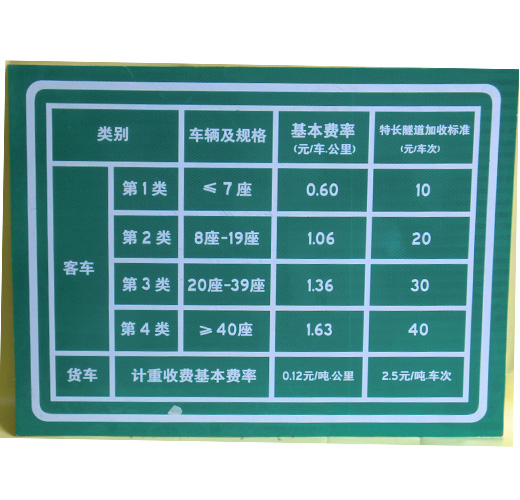 类别 车辆及规格 基本费率 特长隧道加收标准
(元/车.公里) (元/车次)
客车
第1类 ≤7座 0.60 10
第2类 8座-19座 1.06 20
第3类 20座-39座 1.36 30
第4类 ≥40座 1.63 40
货车 计重收费基本费率 0.12元/吨.公里 2.5元/吨.车次